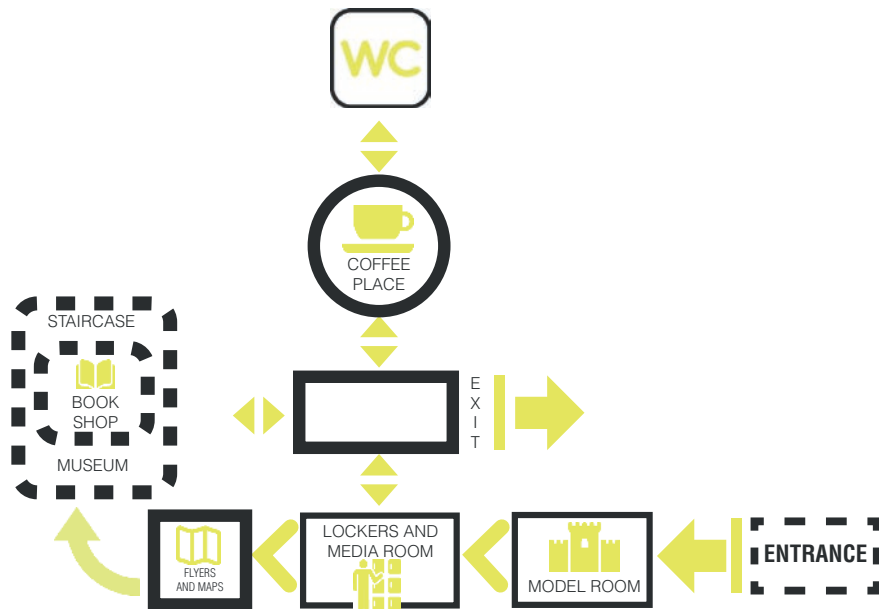 WC
COFFEE
PLACE
STAIRCASE
BOOK
SHOP
MUSEUM
E
X
I
T
LOCKERS AND
MEDIA ROOM
FLYERS
AND MAPS
MODEL ROOM
ENTRANCE